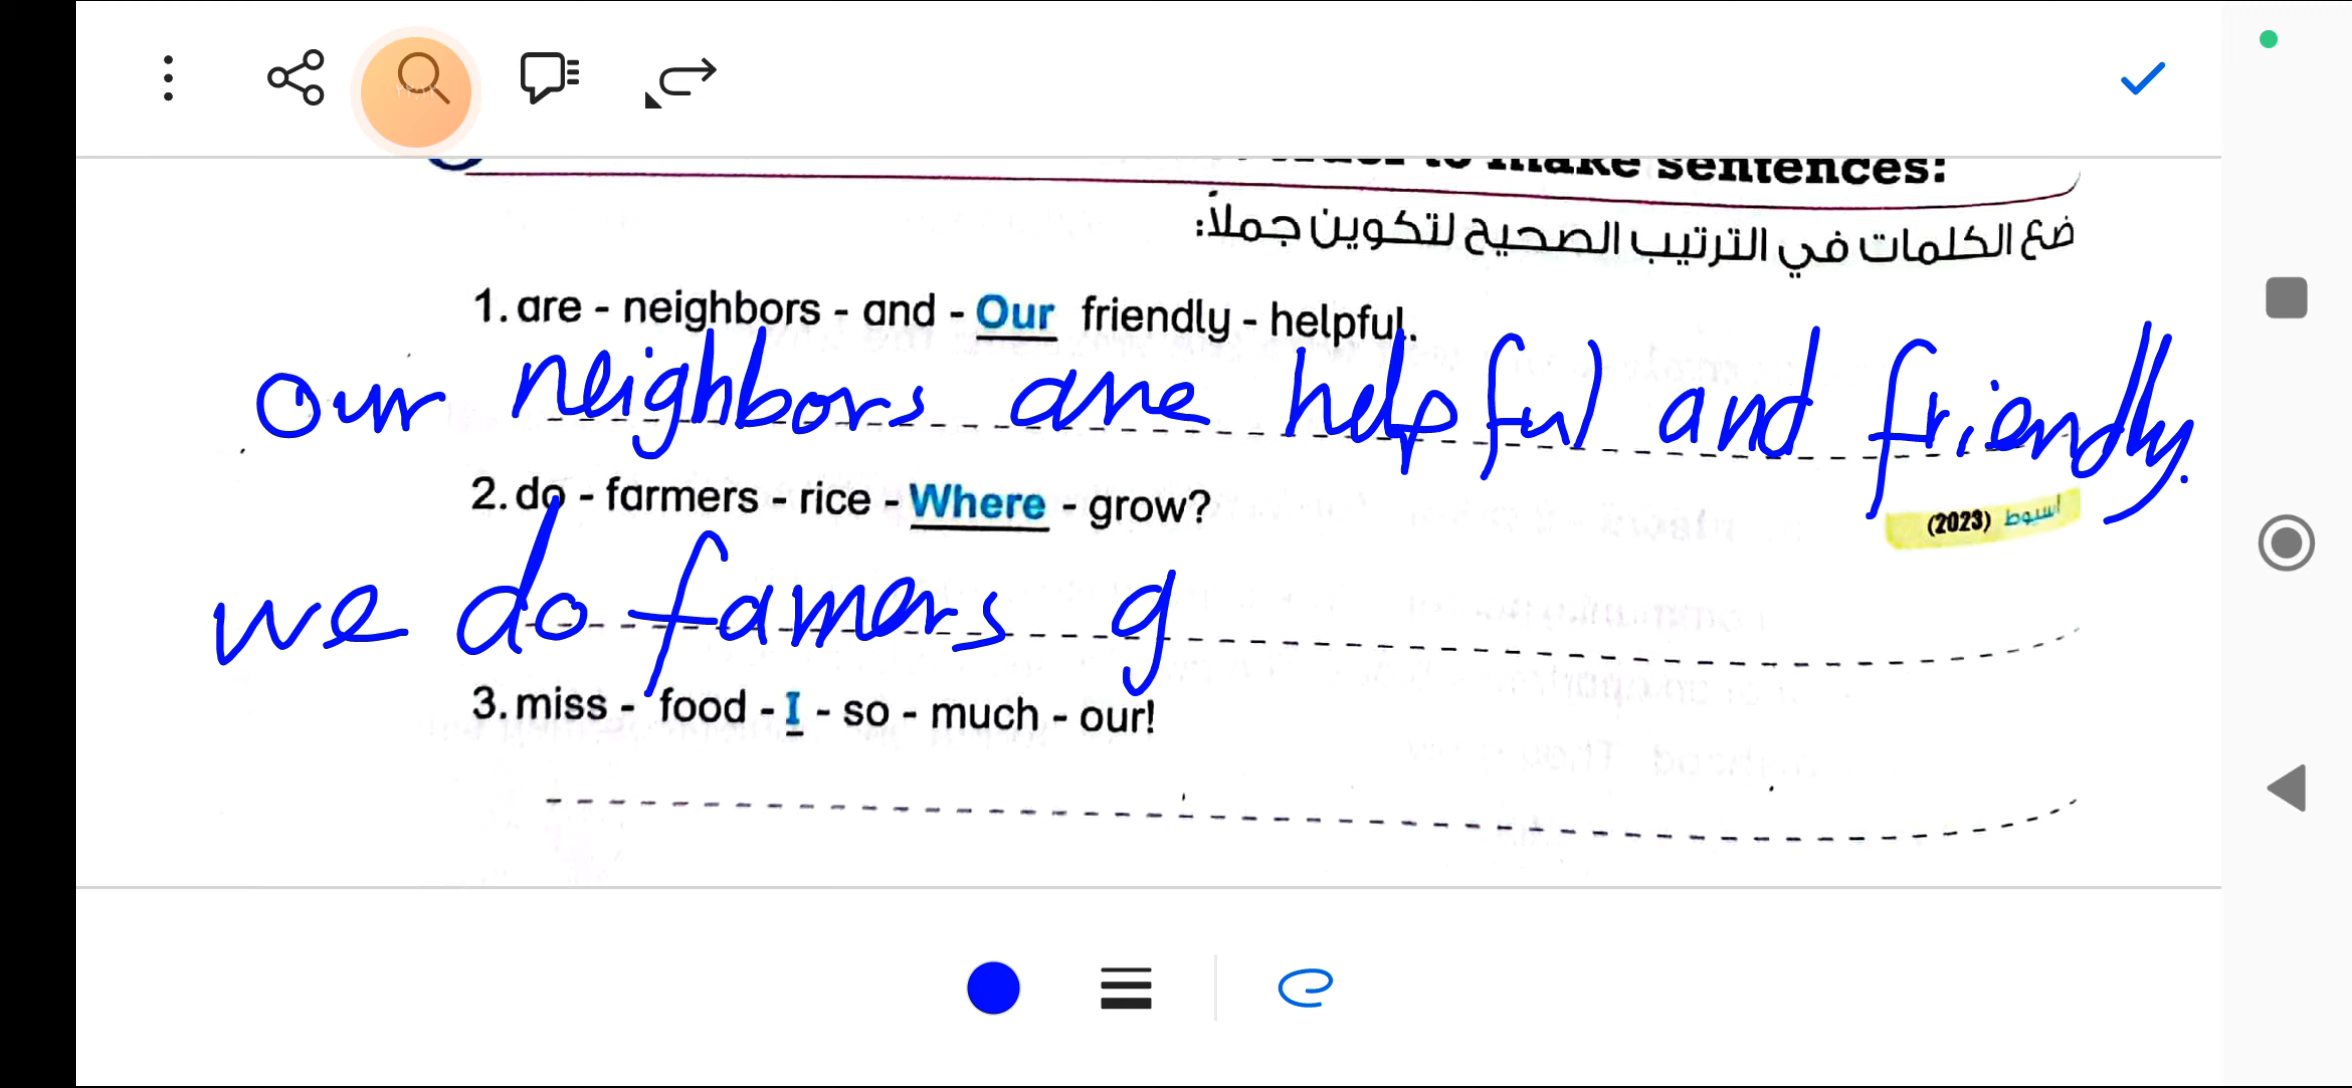 to make sentences:
ضع الكلمات في الترتيب الصحيح لتكوين جملاً:
1. are - neighbors - and - Our friendly - helpful.
our neighbors are helpful and friendly.
2. do - farmers - rice - Where - grow?
أسيوط (2023)
we do famers g
3. miss - food - I - so - much - our!